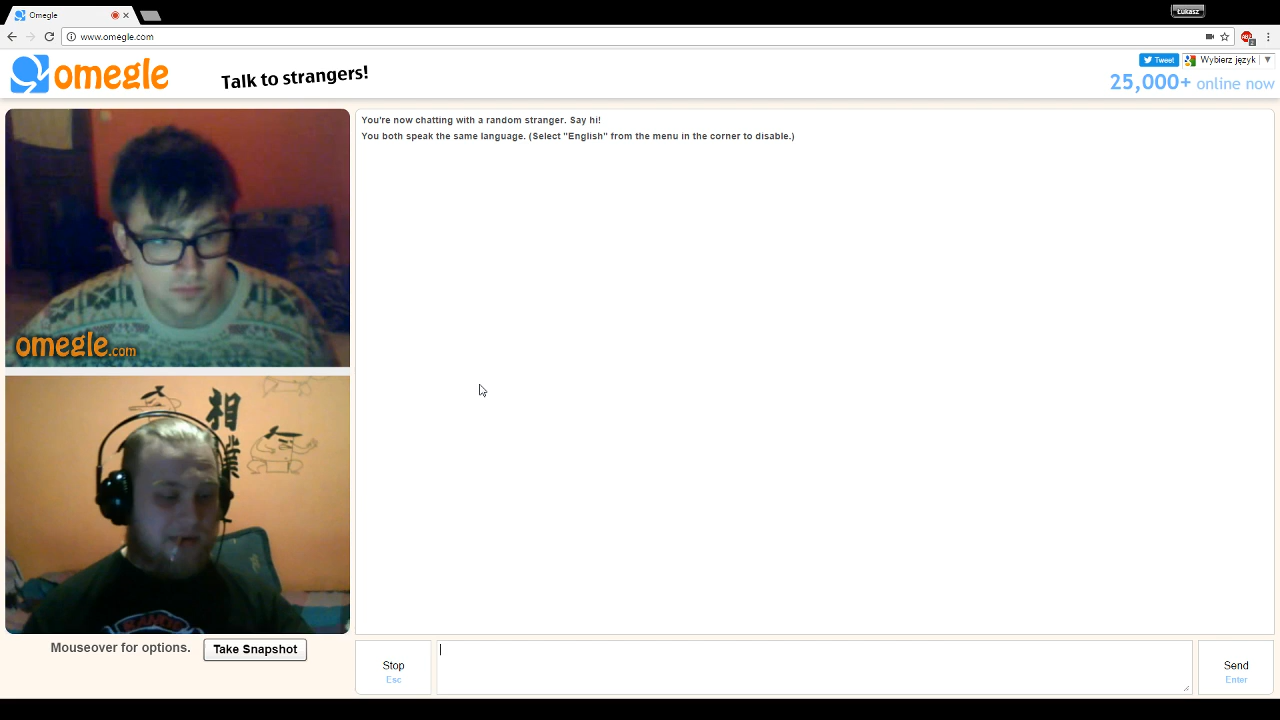 Omegle
Łukasz
www.omegle.com
omegle
Talk to strangers!
Tweet
Wybierz język
25,000+ online now
You're now chatting with a random stranger. Say hi!
You both speak the same language. (Select "English" from the menu in the corner to disable.)
omegle.com
相
撲
Mouseover for options.
Take Snapshot
Stop
Esc
Send
Enter